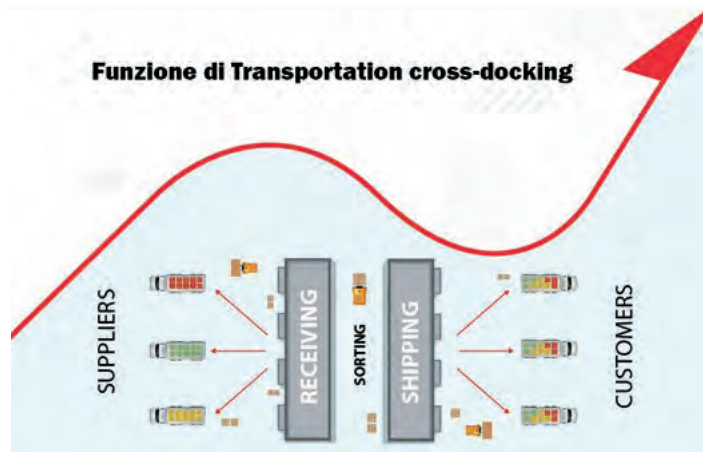 Funzione di Transportation cross-docking
SUPPLIERS
RECEIVING
SORTING
SHIPPING
CUSTOMERS